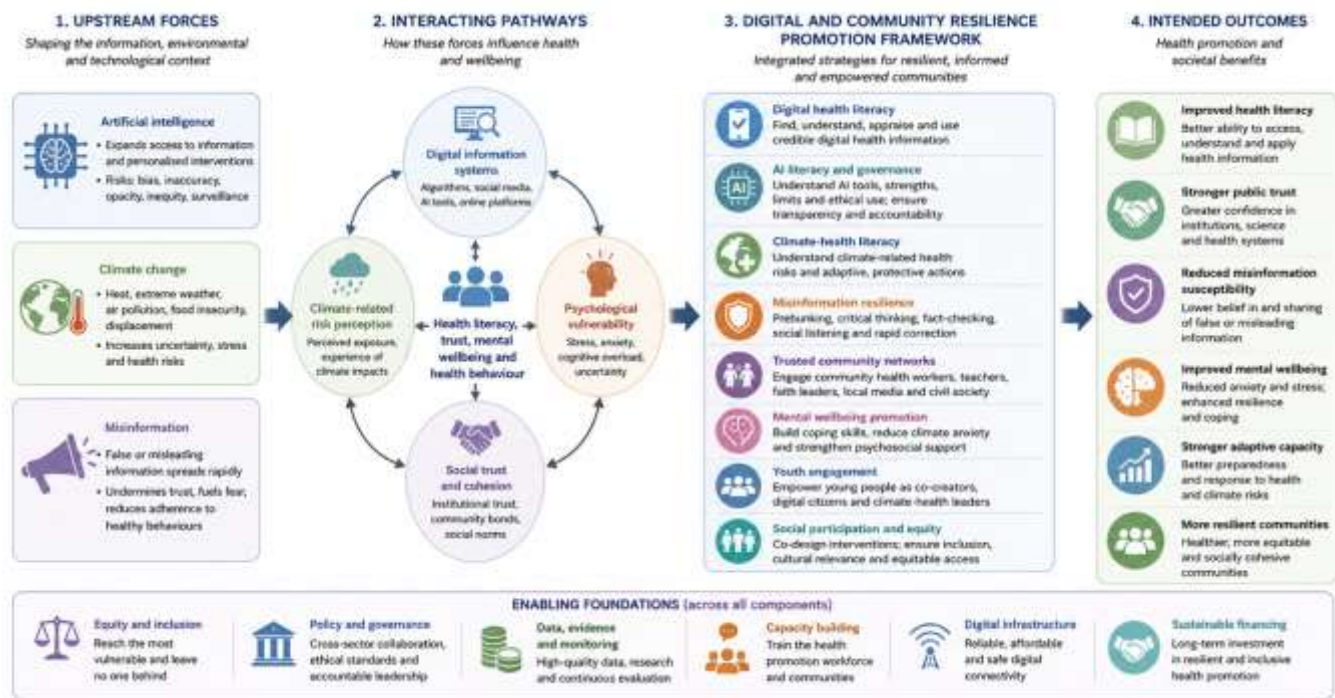 1. UPSTREAM FORCES
Shaping the information, environmental
and technological context
Artificial intelligence
• Expands access to information
and personalised interventions
• Risks: bias, inaccuracy,
opacity, inequity, surveillance
Climate change
• Heat, extreme weather,
air pollution, food insecurity,
displacement
• Increases uncertainty, stress
and health risks
Misinformation
• False or misleading
information spreads rapidly
• Undermines trust, fuels fear,
reduces adherence to
healthy behaviours
2. INTERACTING PATHWAYS
How these forces influence health
and wellbeing
Digital information
systems
Algorithms, social media,
AI tools, online platforms
Climate-related
risk perception
Perceived exposure,
experience of
climate impacts
Health literacy,
trust, mental
wellbeing and
health behaviour
Psychological
vulnerability
Stress, anxiety,
cognitive overload,
uncertainty
Social trust
and cohesion
Institutional trust,
community bonds,
social norms
3. DIGITAL AND COMMUNITY RESILIENCE
PROMOTION FRAMEWORK
Integrated strategies for resilient, informed
and empowered communities
Digital health literacy
Find, understand, appraise and use
credible digital health information
AI
AI literacy and governance
Understand AI tools, strengths,
limits and ethical use; ensure
transparency and accountability
Climate-health literacy
Understand climate-related health
risks and adaptive, protective actions
Misinformation resilience
Prebunking, critical thinking, fact-checking,
social listening and rapid correction
Trusted community networks
Engage community health workers, teachers,
faith leaders, local media and civil society
Mental wellbeing promotion
Build coping skills, reduce climate anxiety
and strengthen psychosocial support
Youth engagement
Empower young people as co-creators,
digital citizens and climate-health leaders
Social participation and equity
Co-design interventions; ensure inclusion,
cultural relevance and equitable access
4. INTENDED OUTCOMES
Health promotion and
societal benefits
Improved health literacy
Better ability to access,
understand and apply
health information
Stronger public trust
Greater confidence in
institutions, science
and health systems
Reduced misinformation
susceptibility
Lower belief in and sharing
of false or misleading
information
Improved mental wellbeing
Reduced anxiety and stress;
enhanced resilience
and coping
Stronger adaptive capacity
Better preparedness
and response to health
and climate risks
More resilient communities
Healthier, more equitable
and socially cohesive
communities
ENABLING FOUNDATIONS (across all components)
Equity and inclusion
Reach the most
vulnerable and leave
no one behind
Policy and governance
Cross-sector collaboration,
ethical standards and
accountable leadership
Data, evidence
and monitoring
High-quality data, research
and continuous evaluation
Capacity building
Train the health
promotion workforce
and communities
Digital infrastructure
Reliable, affordable
and safe digital
connectivity
Sustainable financing
Long-term investment
in resilient and inclusive
health promotion